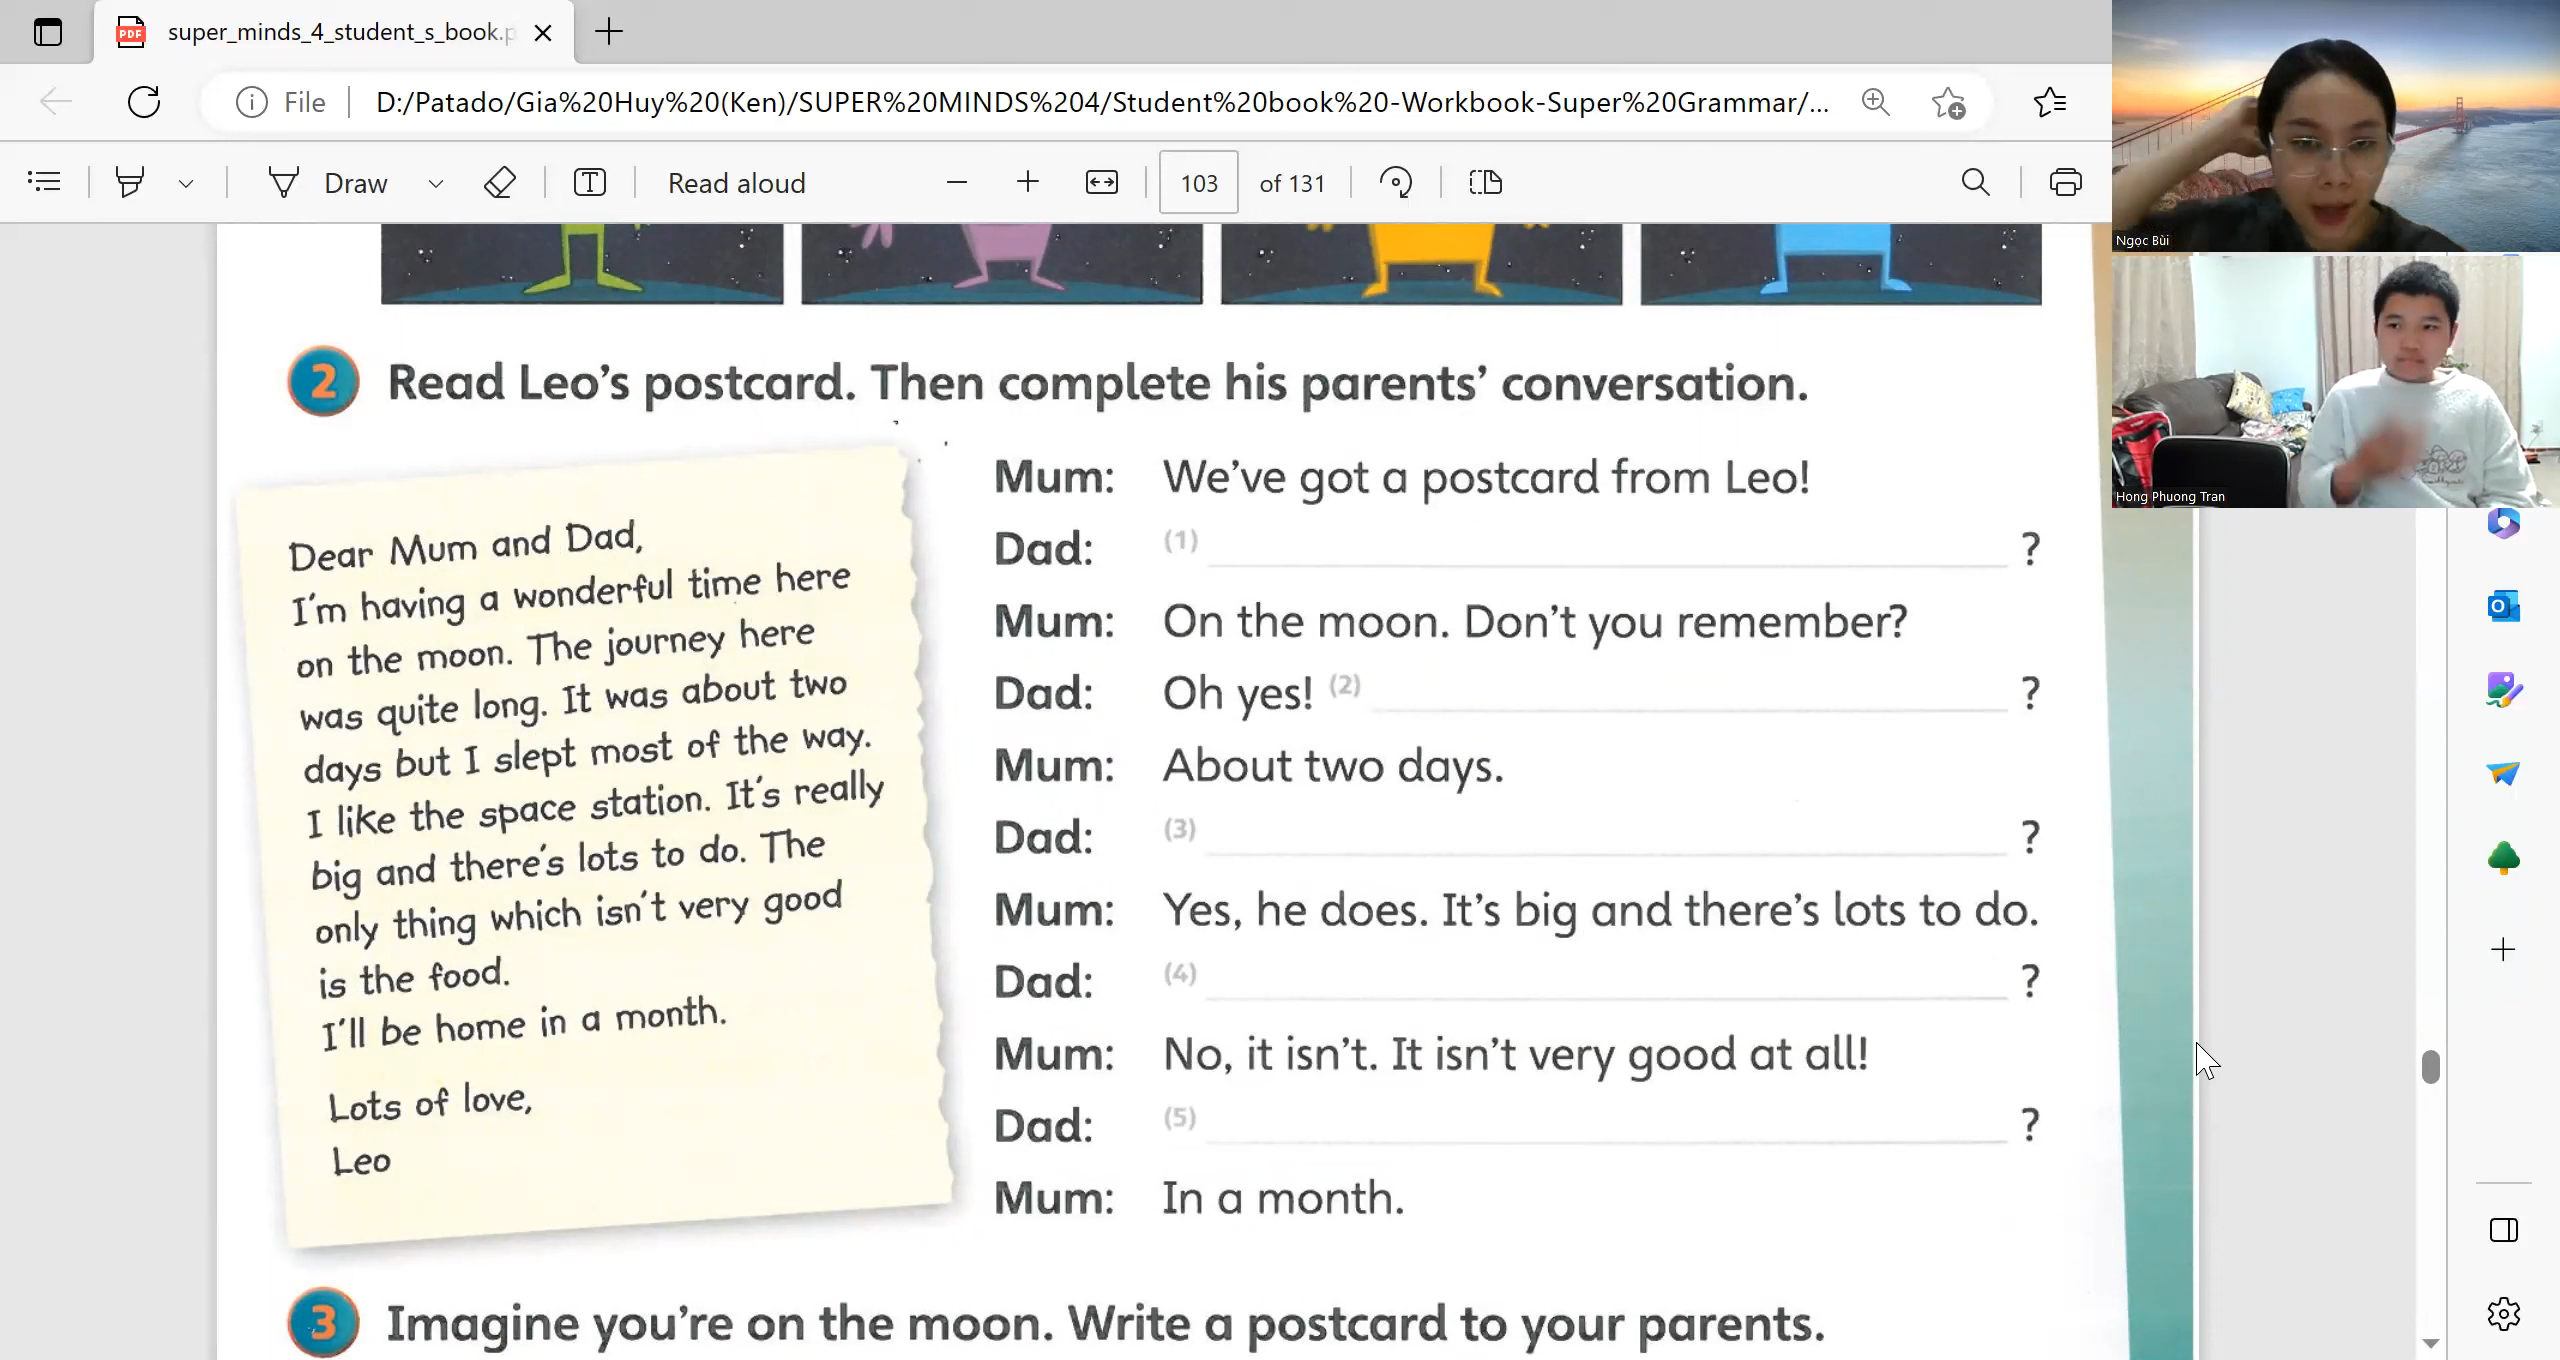 super_minds_4_student_s_book.p
File
D:/Patado/Gia%20Huy%20(Ken)/SUPER%20MINDS%204/Student%20book%20-Workbook-Super%20Grammar/...
Draw
Read aloud
103
of 131
Ngọc Bùi
Hong Phuong Tran
2 Read Leo's postcard. Then complete his parents' conversation.
Dear Mum and Dad,
I'm having a wonderful time here
on the moon. The journey here
was quite long. It was about two
days but I slept most of the way.
I like the space station. It's really
big and there's lots to do. The
only thing which isn't very good
is the food.
I'll be home in a month.
Lots of love,
Leo
Mum: We've got a postcard from Leo!
Dad: (1) ?
Mum: On the moon. Don't you remember?
Dad: Oh yes! (2) ?
Mum: About two days.
Dad: (3) ?
Mum: Yes, he does. It's big and there's lots to do.
Dad: (4) ?
Mum: No, it isn't. It isn't very good at all!
Dad: (5) ?
Mum: In a month.
3 Imagine you're on the moon. Write a postcard to your parents.